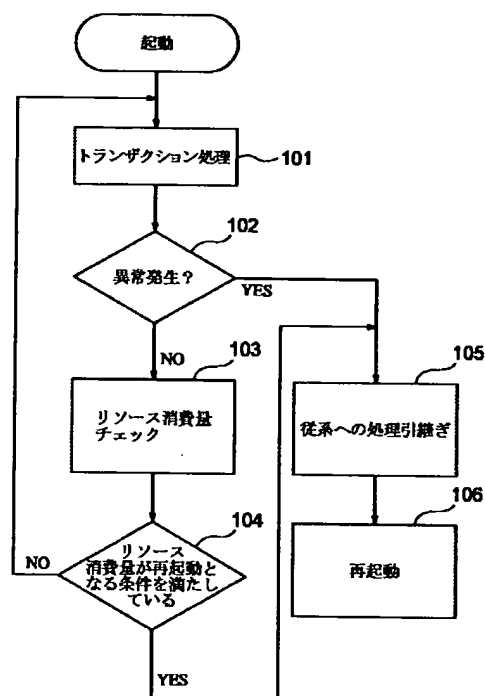 起動
トランザクション処理
101
102
異常発生？
YES
NO
103
リソース消費量
チェック
105
従系への処理引継ぎ
106
再起動
104
リソース
消費量が再起動と
なる条件を満たし
ている
NO
YES